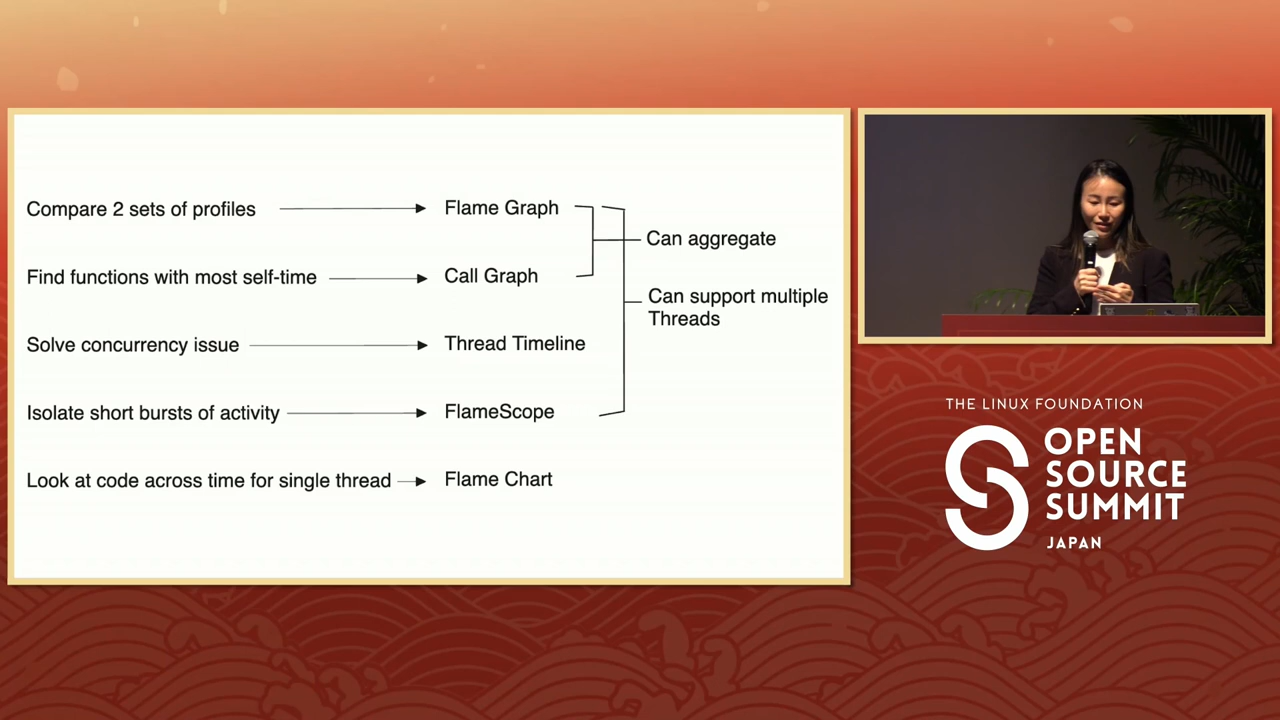 Compare 2 sets of profiles
Flame Graph
Can aggregate
Find functions with most self-time
Call Graph
Can support multiple
Threads
Solve concurrency issue
Thread Timeline
Isolate short bursts of activity
FlameScope
Look at code across time for single thread
Flame Chart
THE LINUX FOUNDATION
OPEN
SOURCE
SUMMIT
JAPAN